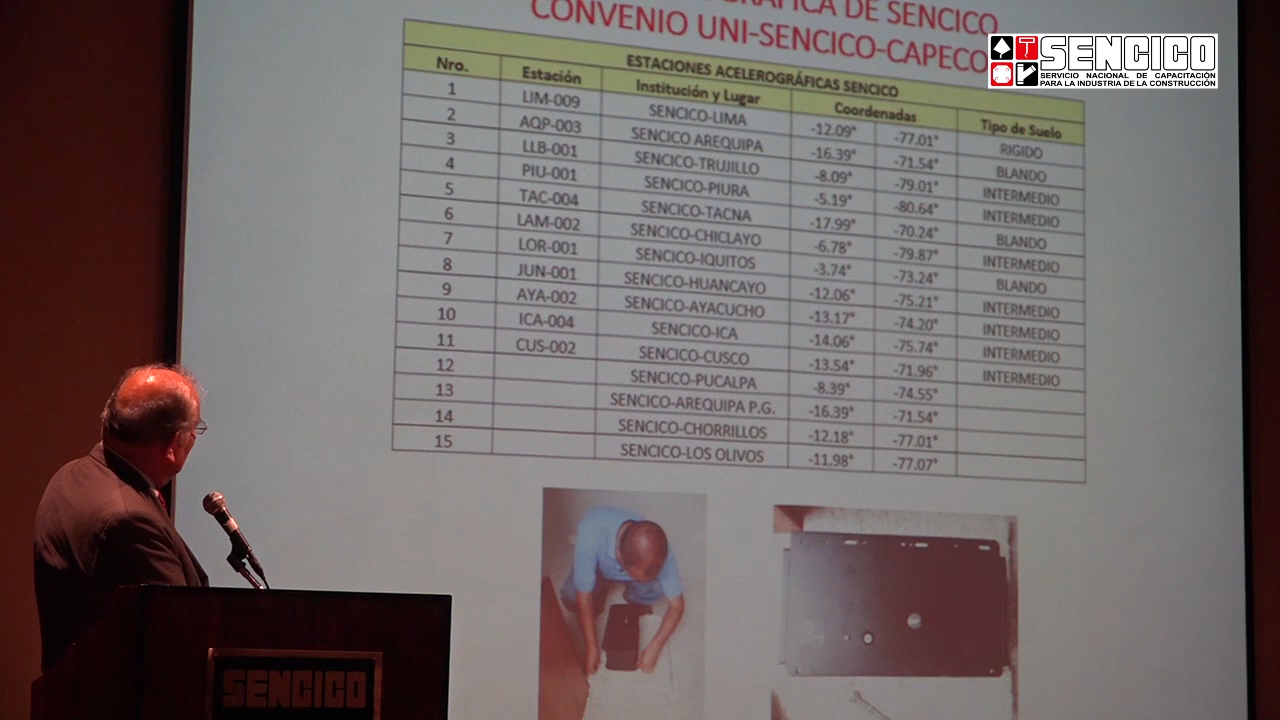 DE SENCICO
CONVENIO UNI-SENCICO-CAPECO
ESTACIONES ACELEROGRÁFICAS SENCICO
Nro. Estación Institución y Lugar Coordenadas Tipo de Suelo
1 LIM-009 SENCICO-LIMA -12.09° -77.01° RIGIDO
2 AQP-003 SENCICO AREQUIPA -16.39° -71.54° BLANDO
3 LLB-001 SENCICO-TRUJILLO -8.09° -79.01° INTERMEDIO
4 PIU-001 SENCICO-PIURA -5.19° -80.64° INTERMEDIO
5 TAC-004 SENCICO-TACNA -17.99° -70.24° BLANDO
6 LAM-002 SENCICO-CHICLAYO -6.78° -79.87° INTERMEDIO
7 LOR-001 SENCICO-IQUITOS -3.74° -73.24° BLANDO
8 JUN-001 SENCICO-HUANCAYO -12.06° -75.21° INTERMEDIO
9 AYA-002 SENCICO-AYACUCHO -13.17° -74.20° INTERMEDIO
10 ICA-004 SENCICO-ICA -14.06° -75.74° INTERMEDIO
11 CUS-002 SENCICO-CUSCO -13.54° -71.96° INTERMEDIO
12 SENCICO-PUCALPA -8.39° -74.55°
13 SENCICO-AREQUIPA P.G. -16.39° -71.54°
14 SENCICO-CHORRILLOS -12.18° -77.01°
15 SENCICO-LOS OLIVOS -11.98° -77.07°
SENCICO
SERVICIO NACIONAL DE CAPACITACIÓN
PARA LA INDUSTRIA DE LA CONSTRUCCIÓN
SENCICO